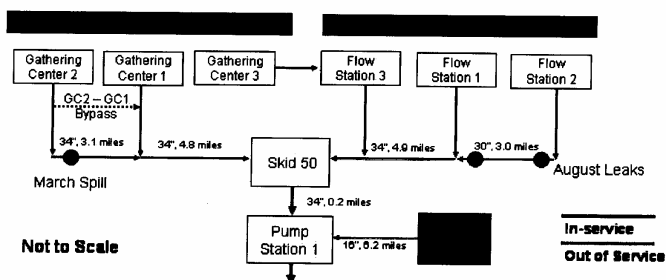 Gathering
Center 2
Gathering
Center 1
Gathering
Center 3
Flow
Station 3
Flow
Station 1
Flow
Station 2
GC2 – GC1
Bypass
34", 3.1 miles
34", 4.8 miles
Skid 50
34", 4.9 miles
30", 3.0 miles
March Spill
August Leaks
34", 0.2 miles
Pump
Station 1
16", 6.2 miles
Not to Scale
In-service
Out of Service